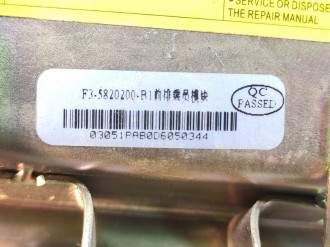 SERVICE OR DISPOSE
THE REPAIR MANUAL
F3-5820200-B1前排乘员模块
QC
PASSED
03051PAB0D6050344